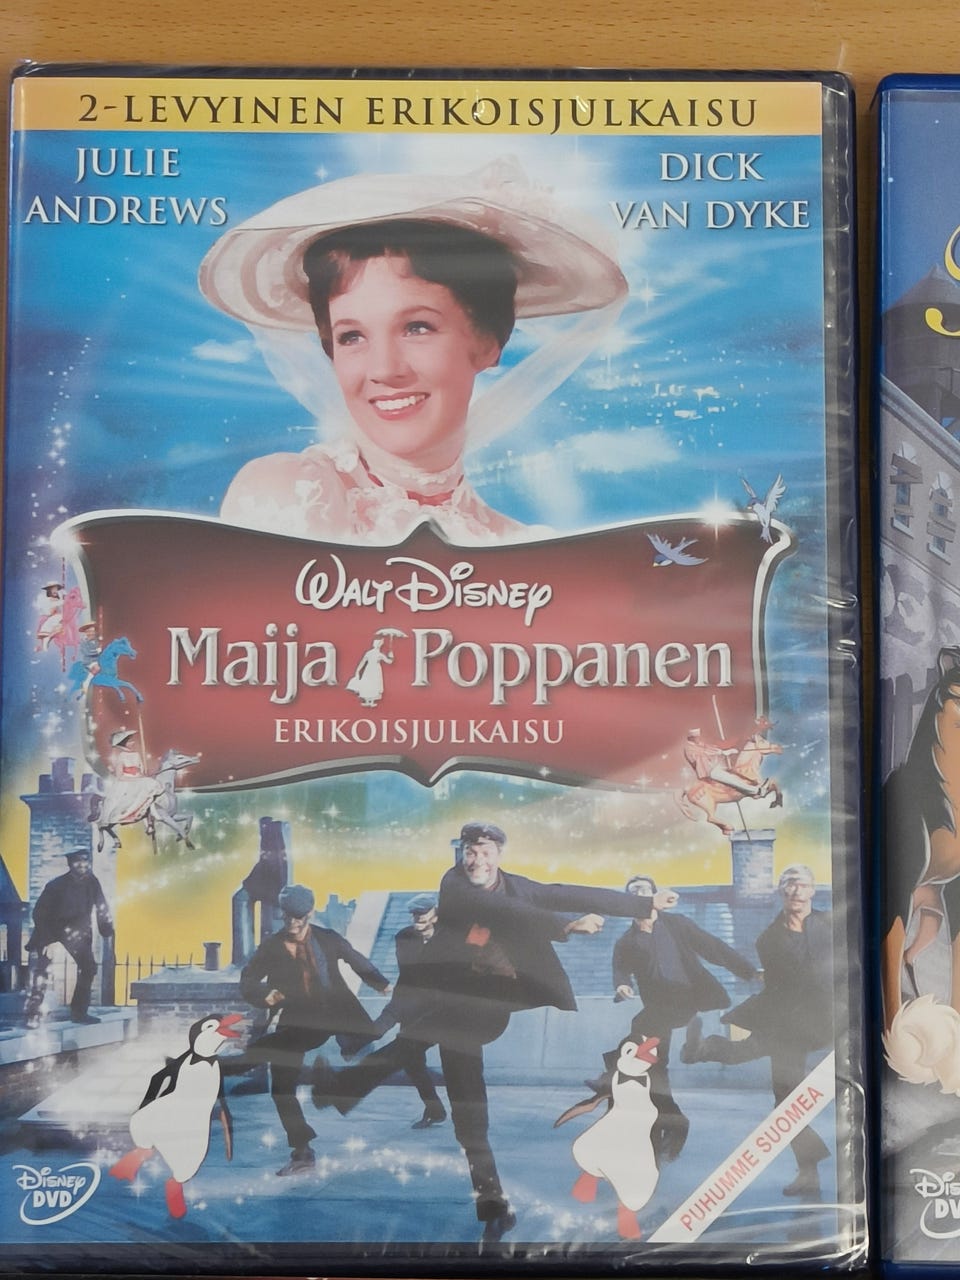 2-LEVYINEN ERIKOISJULKAISU
JULIE
ANDREWS
DICK
VAN DYKE
WALT DISNEY
Maija Poppanen
ERIKOISJULKAISU
PUHUMME SUOMEA
DISNEY
DVD